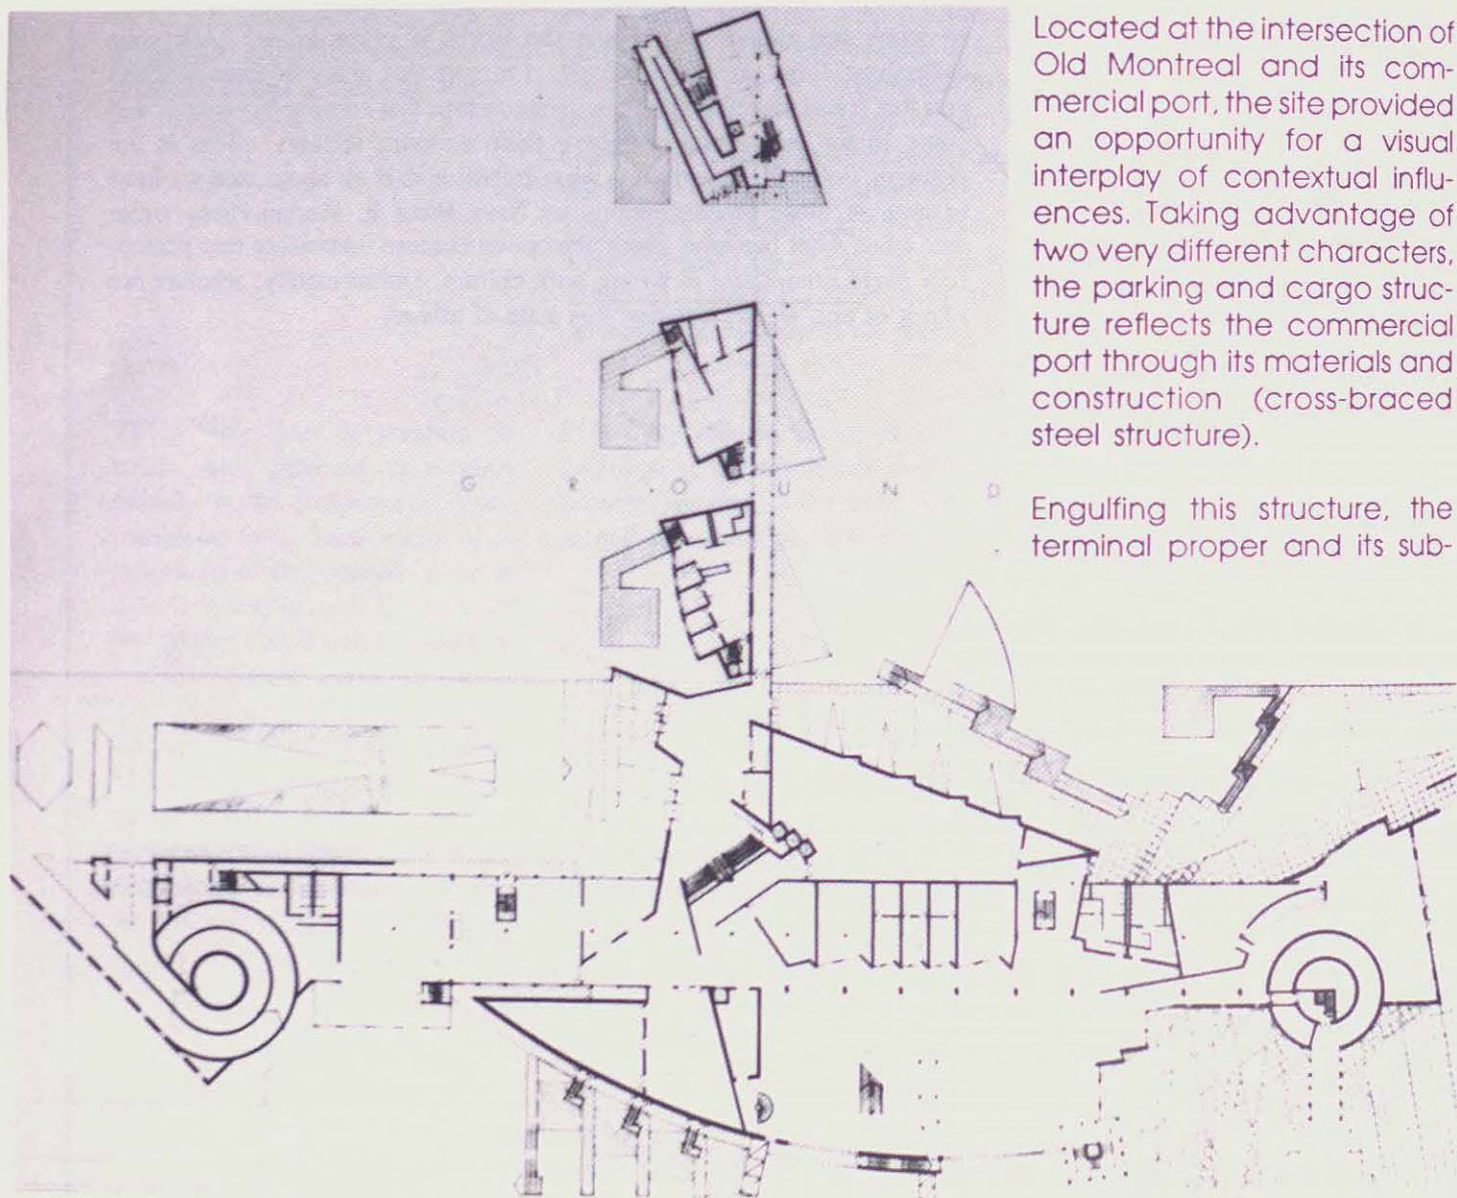 Located at the intersection of
Old Montreal and its com-
mercial port, the site provided
an opportunity for a visual
interplay of contextual influ-
ences. Taking advantage of
two very different characters,
the parking and cargo struc-
ture reflects the commercial
port through its materials and
construction (cross-braced
steel structure).
Engulfing this structure, the
terminal proper and its sub-
G R O U N D